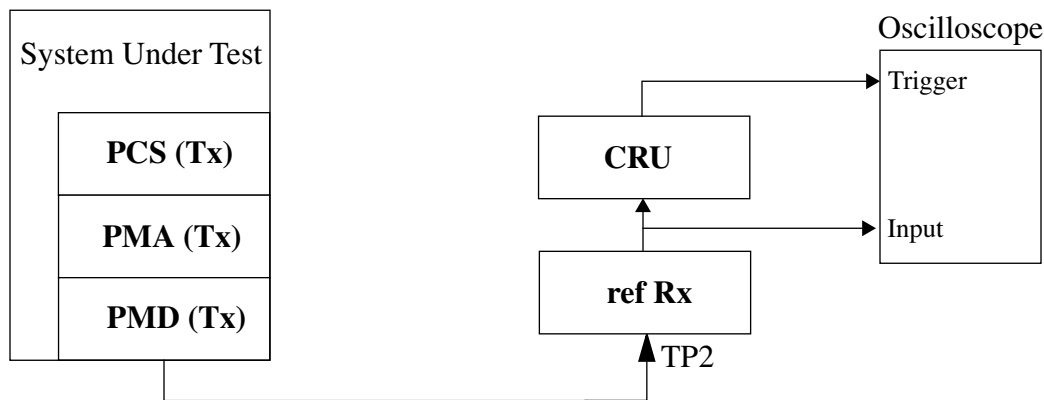 System Under Test
PCS (Tx)
PMA (Tx)
PMD (Tx)
CRU
ref Rx
TP2
Oscilloscope
Trigger
Input